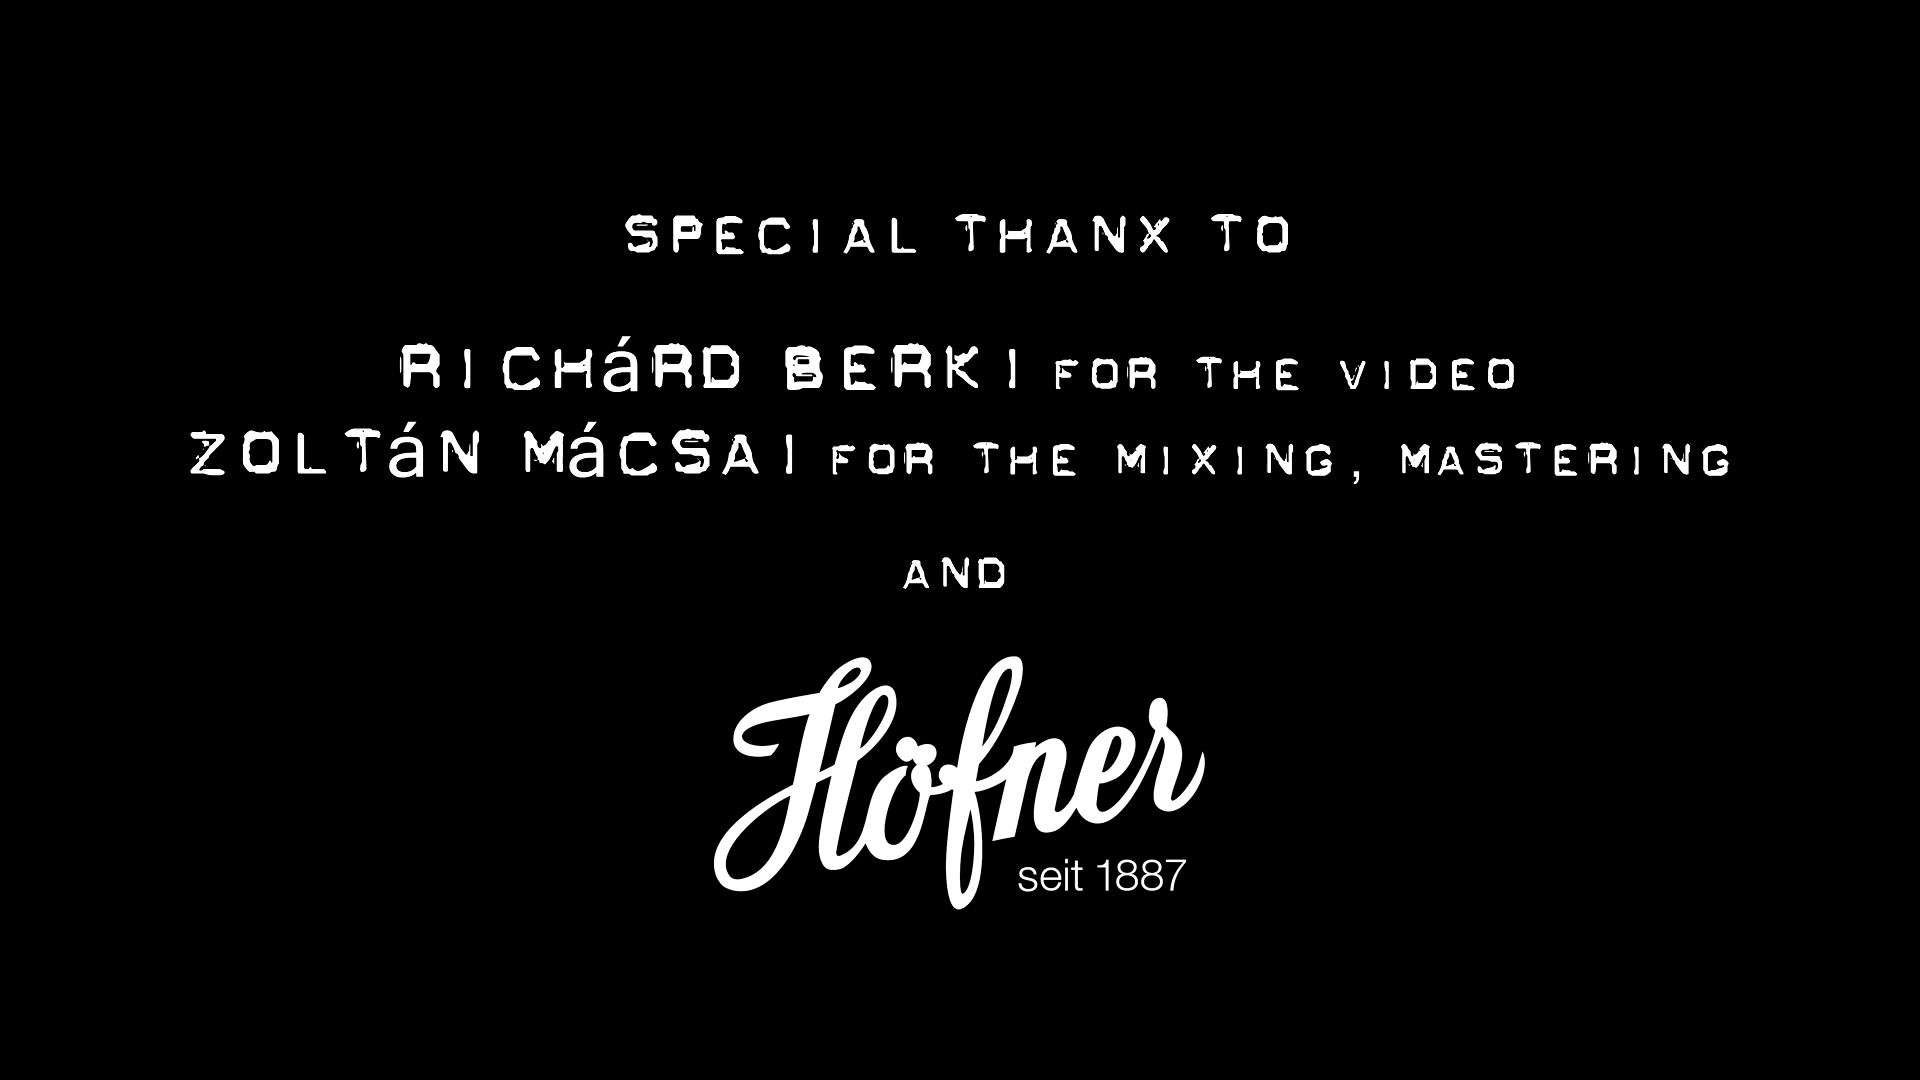 SPECIAL THANX TO
RICHáRD BERKI FOR THE VIDEO
ZOLTáN MáCSAI FOR THE MIXING, MASTERING
AND
Höfner
seit 1887